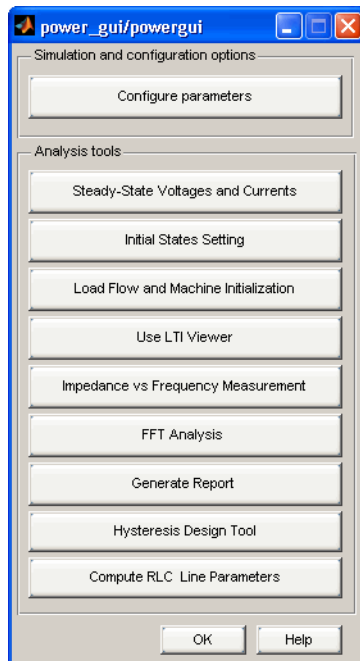 power_gui/powergui
Simulation and configuration options
Configure parameters
Analysis tools
Steady-State Voltages and Currents
Initial States Setting
Load Flow and Machine Initialization
Use LTI Viewer
Impedance vs Frequency Measurement
FFT Analysis
Generate Report
Hysteresis Design Tool
Compute RLC Line Parameters
OK
Help